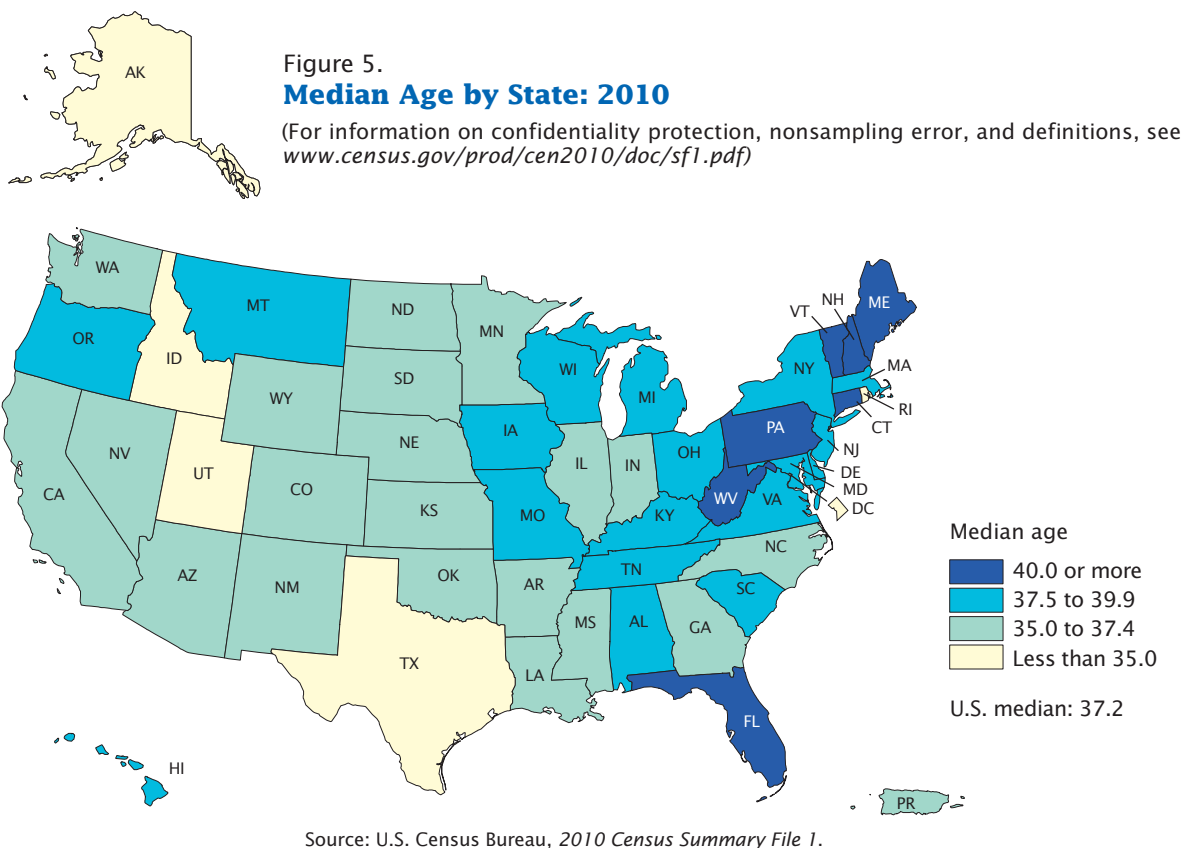 Figure 5.
Median Age by State: 2010
(For information on confidentiality protection, nonsampling error, and definitions, see
www.census.gov/prod/cen2010/doc/sf1.pdf)
AK
WA
MT
ND
MN
VT
NH
ME
OR
ID
WY
SD
WI
MI
NY
MA
RI
CT
NV
UT
CO
NE
IA
IL
IN
OH
PA
NJ
DE
MD
DC
CA
KS
MO
KY
WV
VA
AZ
NM
OK
AR
TN
NC
SC
TX
LA
MS
AL
GA
FL
HI
PR
Median age
40.0 or more
37.5 to 39.9
35.0 to 37.4
Less than 35.0
U.S. median: 37.2
Source: U.S. Census Bureau, 2010 Census Summary File 1.